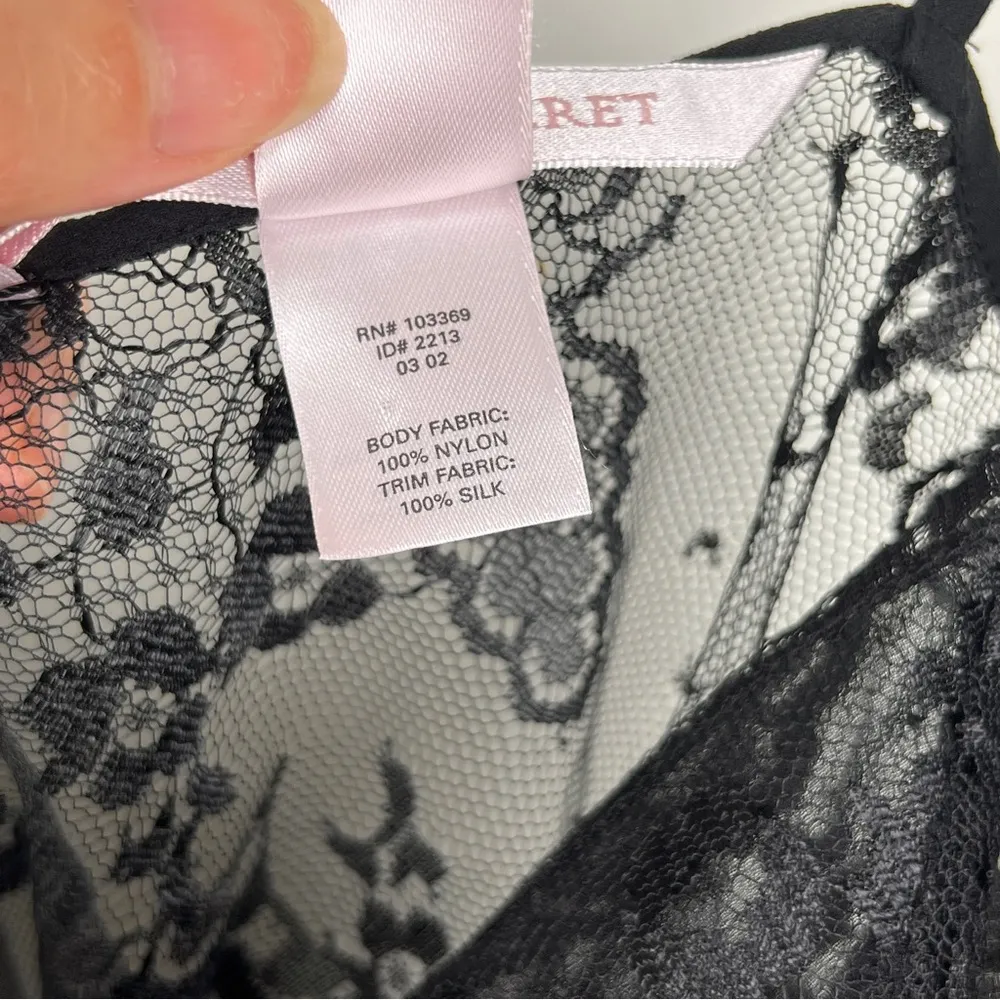 RET
RN# 103369
ID# 2213
03 02
BODY FABRIC:
100% NYLON
TRIM FABRIC:
100% SILK